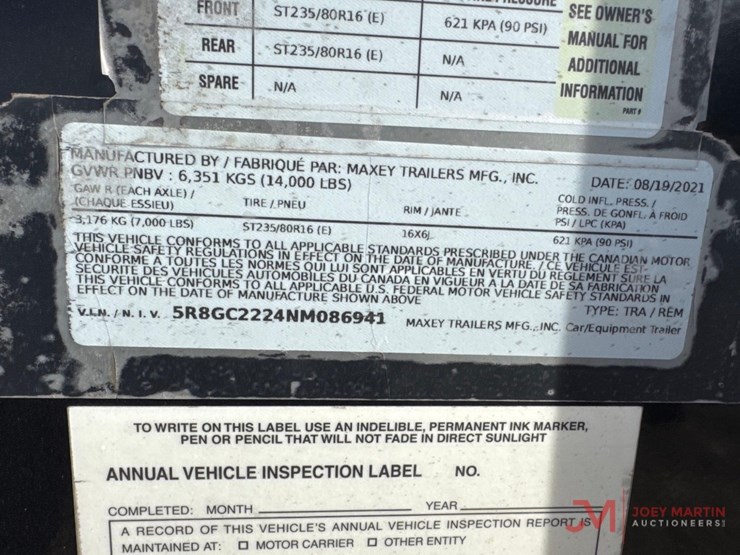 FRONT ST235/80R16 (E) 621 KPA (90 PSI) SEE OWNER'S
REAR ST235/80R16 (E) N/A MANUAL FOR
SPARE N/A N/A ADDITIONAL
INFORMATION
PART #
MANUFACTURED BY / FABRIQUÉ PAR: MAXEY TRAILERS MFG., INC. DATE: 08/19/2021
GVWR PNBV : 6,351 KGS (14,000 LBS)
GAW R (EACH AXLE) / TIRE / PNEU RIM / JANTE COLD INFL. PRESS. /
(CHAQUE ESSIEU) PRESS. DE GONFL. À FROID
PSI / LPC (KPA)
3,176 KG (7,000 LBS) ST235/80R16 (E) 16X6J 621 KPA (90 PSI)
THIS VEHICLE CONFORMS TO ALL APPLICABLE STANDARDS PRESCRIBED UNDER THE CANADIAN MOTOR
VEHICLE SAFETY REGULATIONS IN EFFECT ON THE DATE OF MANUFACTURE. / CE VÉHICULE EST
CONFORME À TOUTES LES NORMES QUI LUI SONT APPLICABLES EN VERTU DU RÈGLEMENT SUR LA
SÉCURITÉ DES VÉHICULES AUTOMOBILES DU CANADA EN VIGUEUR À LA DATE DE SA FABRICATION
THIS VEHICLE CONFORMS TO ALL APPLICABLE U.S. FEDERAL MOTOR VEHICLE SAFETY STANDARDS IN
EFFECT ON THE DATE OF MANUFACTURE SHOWN ABOVE TYPE: TRA / REM
V.I.N. / N. I. V. 5R8GC2224NM086941 MAXEY TRAILERS MFG., INC. Car/Equipment Trailer
TO WRITE ON THIS LABEL USE AN INDELIBLE, PERMANENT INK MARKER,
PEN OR PENCIL THAT WILL NOT FADE IN DIRECT SUNLIGHT
ANNUAL VEHICLE INSPECTION LABEL NO.
COMPLETED: MONTH YEAR
A RECORD OF THIS VEHICLE'S ANNUAL VEHICLE INSPECTION REPORT IS
MAINTAINED AT: □ MOTOR CARRIER □ OTHER ENTITY
JM JOEY MARTIN
AUCTIONEERS